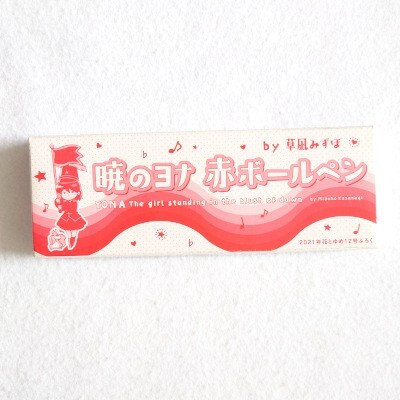 by 草凪みずほ
暁のヨナ 赤ボールペン
YONA The girl standing in the blush of dawn by Mizuho Kusanagi
2021年花とゆめ12号ふろく